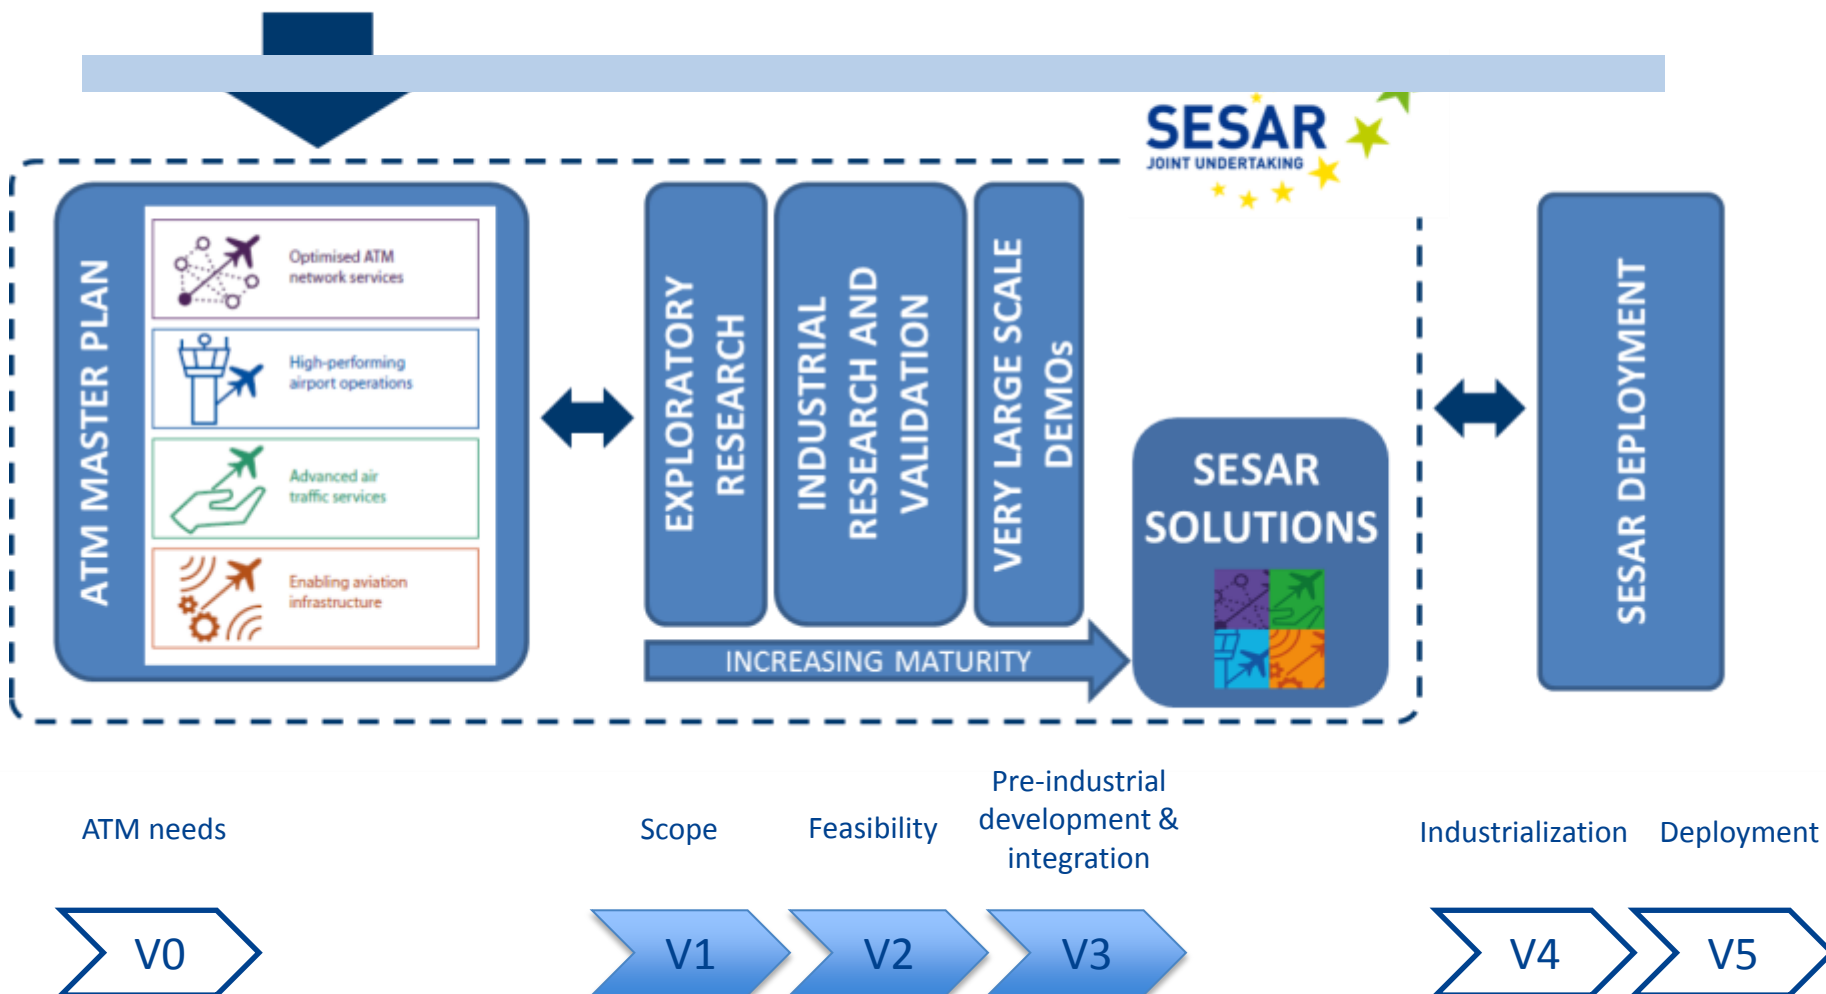 SESAR
JOINT UNDERTAKING
ATM MASTER PLAN
Optimised ATM
network services
High-performing
airport operations
Advanced air
traffic services
Enabling aviation
infrastructure
EXPLORATORY
RESEARCH
INDUSTRIAL
RESEARCH AND
VALIDATION
VERY LARGE SCALE
DEMOs
INCREASING MATURITY
SESAR
SOLUTIONS
SESAR DEPLOYMENT
ATM needs
Scope
Feasibility
Pre-industrial
development &
integration
Industrialization
Deployment
V0
V1
V2
V3
V4
V5